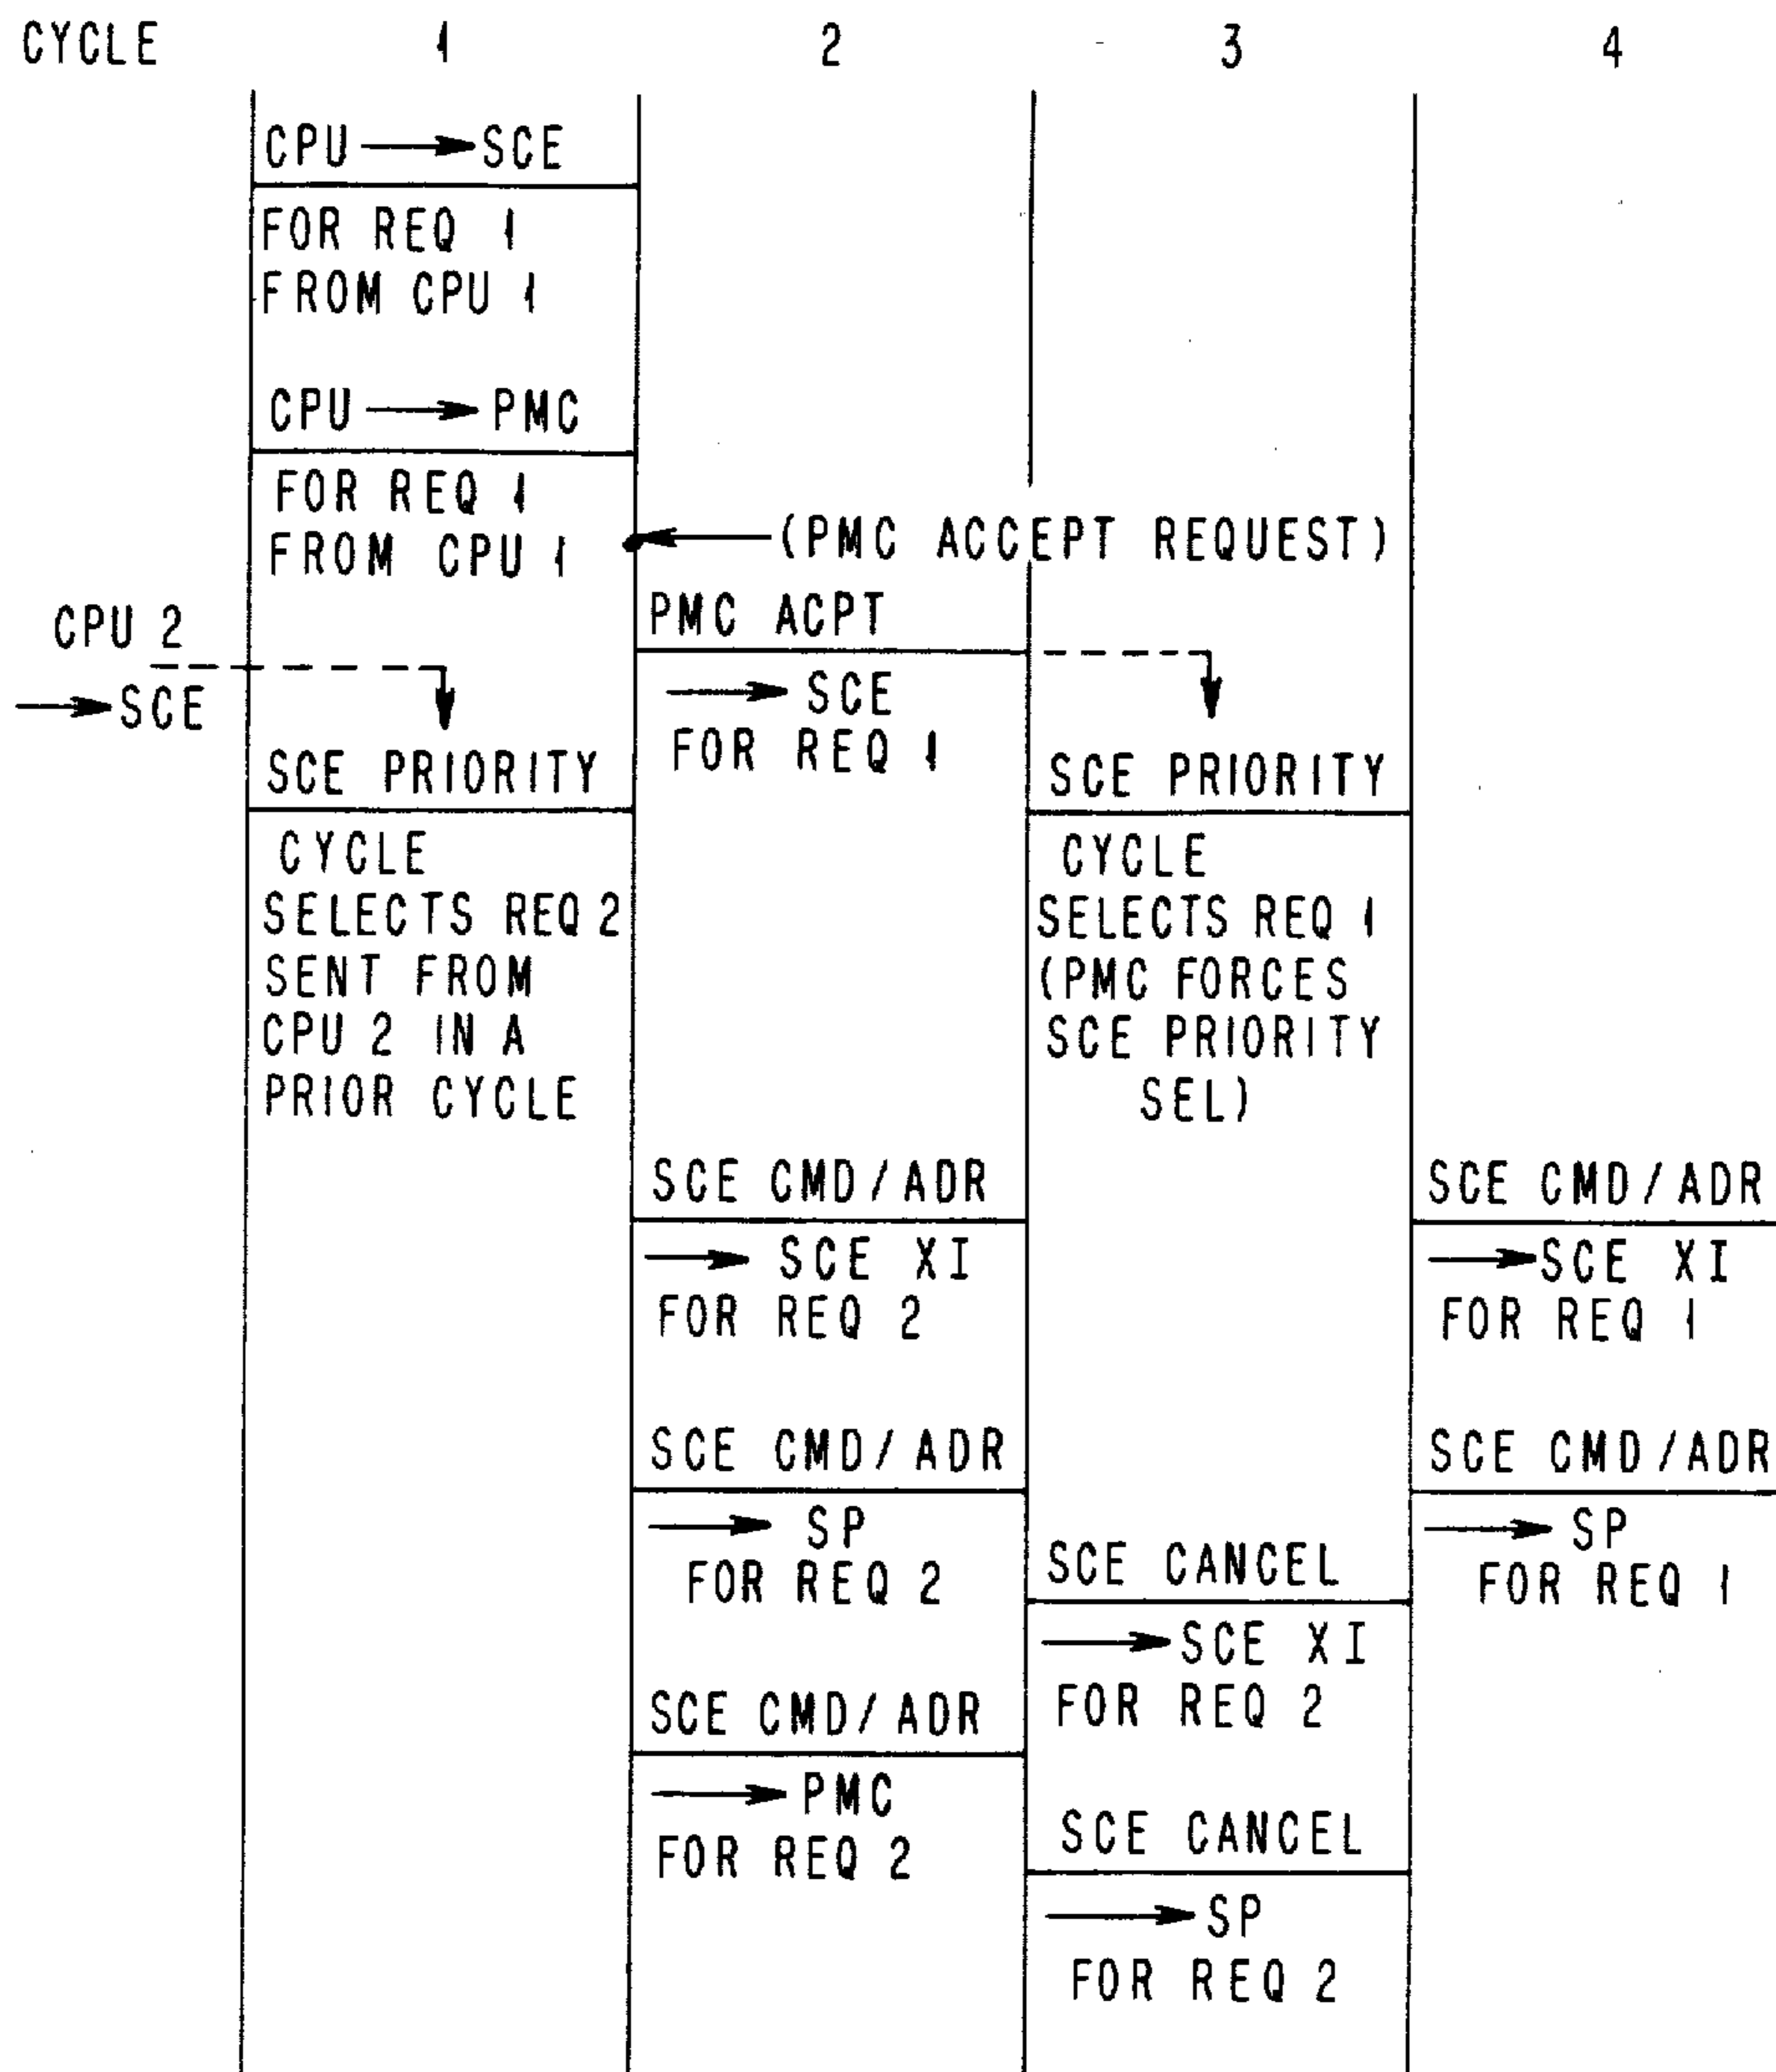 CYCLE 1 2 3 4
CPU → SCE
FOR REQ 1
FROM CPU 1
CPU → PMC
FOR REQ 1
FROM CPU 1
(PMC ACCEPT REQUEST)
CPU 2
→ SCE
SCE PRIORITY
CYCLE
SELECTS REQ 2
SENT FROM
CPU 2 IN A
PRIOR CYCLE
PMC ACPT
→ SCE
FOR REQ 1
SCE CMD/ADR
→ SCE XI
FOR REQ 2
SCE CMD/ADR
→ SP
FOR REQ 2
SCE CMD/ADR
→ PMC
FOR REQ 2
SCE PRIORITY
CYCLE
SELECTS REQ 1
(PMC FORCES
SCE PRIORITY
SEL)
SCE CANCEL
→ SCE XI
FOR REQ 2
SCE CANCEL
→ SP
FOR REQ 2
SCE CMD/ADR
→ SCE XI
FOR REQ 1
SCE CMD/ADR
→ SP
FOR REQ 1